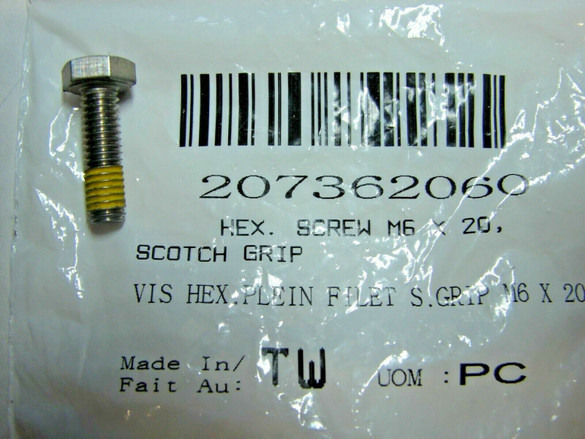 207362060
HEX. SCREW M6 X 20,
SCOTCH GRIP
VIS HEX.PLEIN FILET S.GRIP M6 X 20
Made In/ TW UOM : PC
Fait Au: